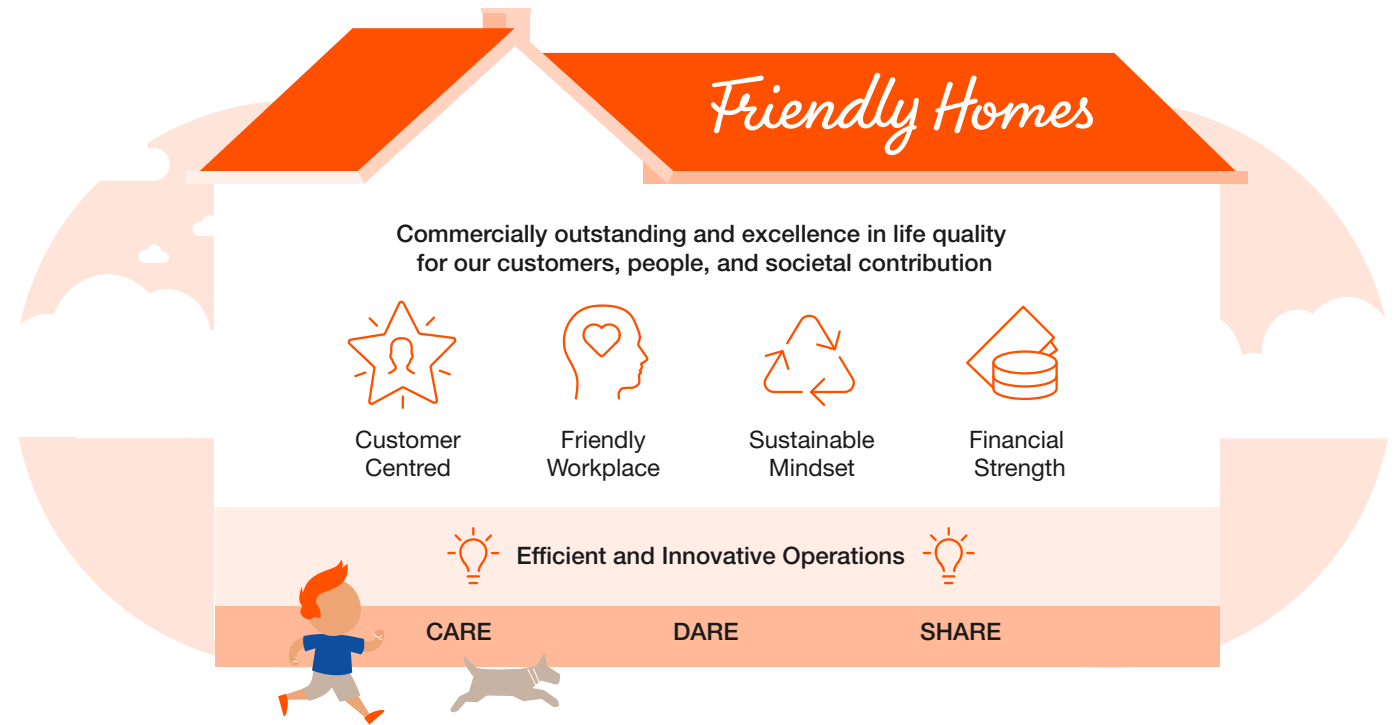 Friendly Homes
Commercially outstanding and excellence in life quality
for our customers, people, and societal contribution
Customer
Centred
Friendly
Workplace
Sustainable
Mindset
Financial
Strength
Efficient and Innovative Operations
CARE
DARE
SHARE